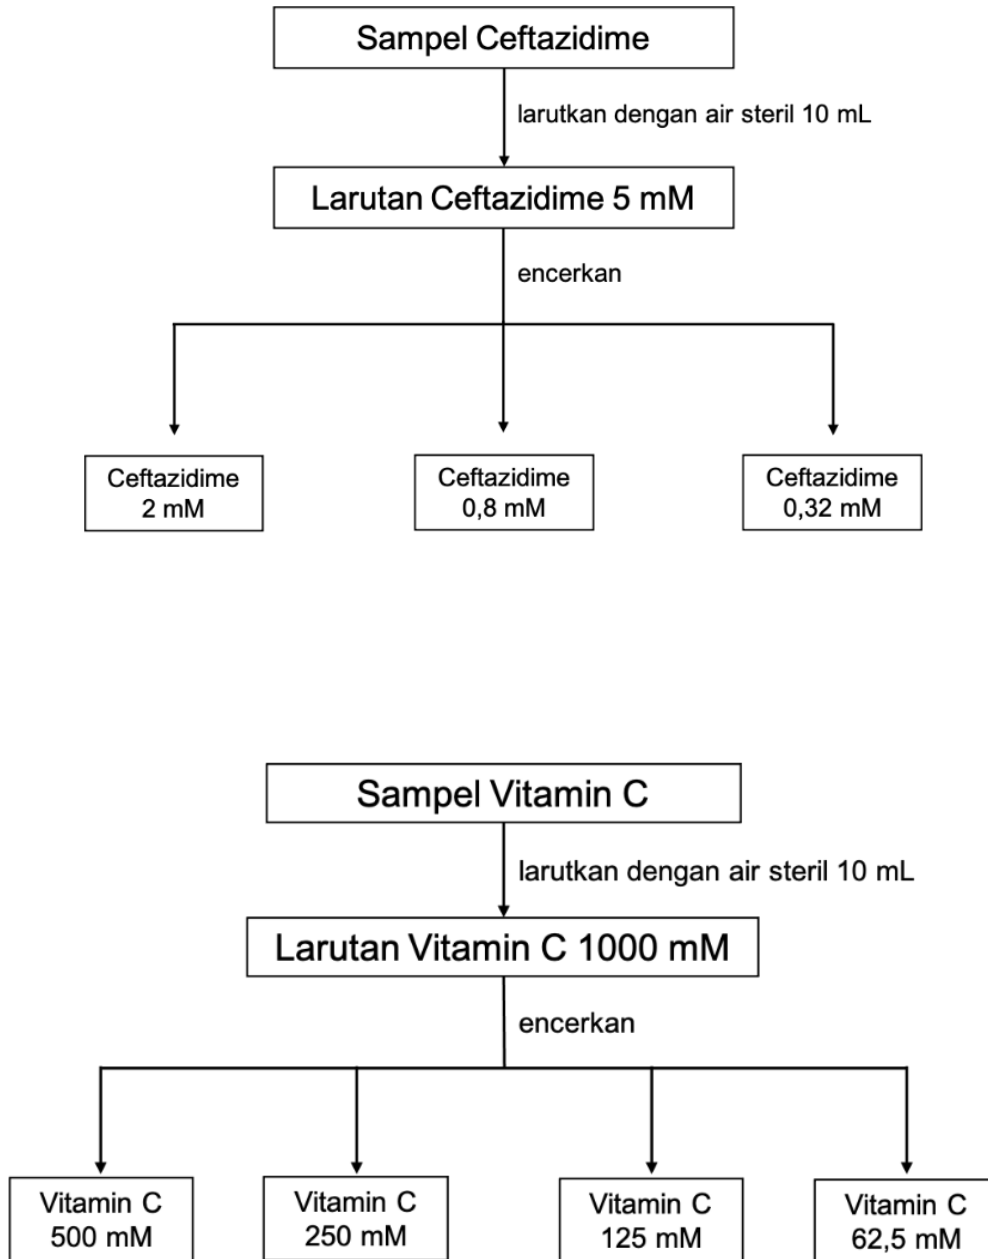 Sampel Ceftazidime
larutkan dengan air steril 10 mL
Larutan Ceftazidime 5 mM
encerkan
Ceftazidime
2 mM
Ceftazidime
0,8 mM
Ceftazidime
0,32 mM
Sampel Vitamin C
larutkan dengan air steril 10 mL
Larutan Vitamin C 1000 mM
encerkan
Vitamin C
500 mM
Vitamin C
250 mM
Vitamin C
125 mM
Vitamin C
62,5 mM